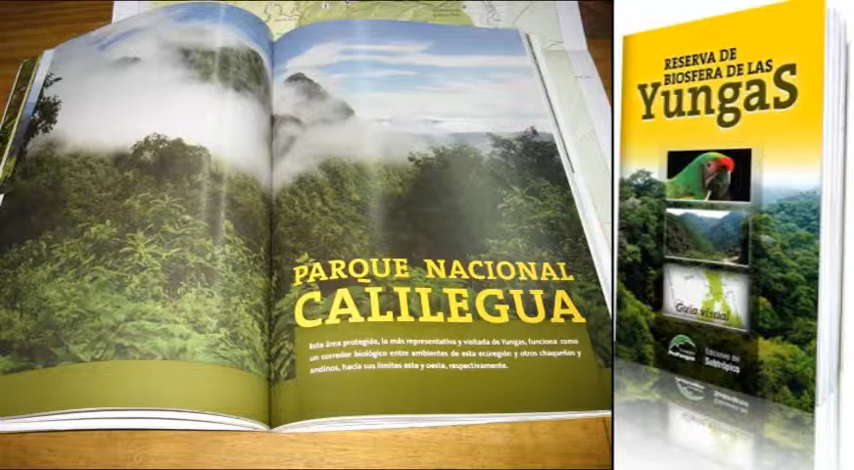 PARQUE NACIONAL
CALILEGUA
Esta área protegida, la más representativa y visitada de Yungas, funciona como
un corredor biológico entre ambientes de esta ecorregión y otros chaqueños y
andinos, hacia sus límites este y oeste, respectivamente.
RESERVA DE
BIOSFERA DE LAS
YungaS
Guía visual
ProYungas
Ediciones del
Subtrópico